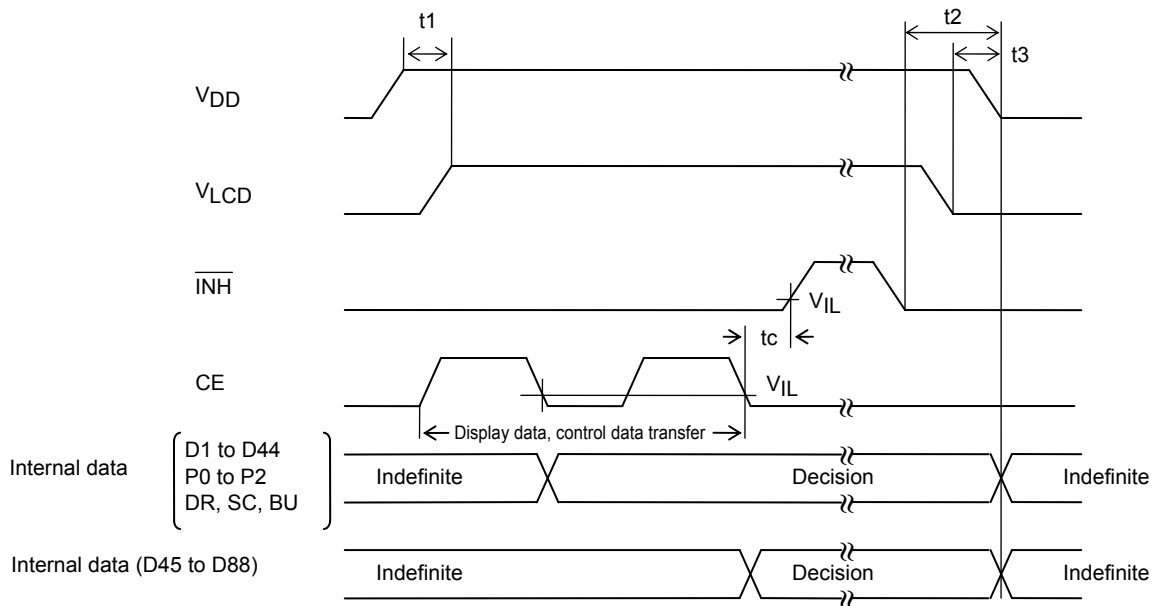 t1
t2
t3
VDD
VLCD
INH
VIL
tc
CE
VIL
Display data, control data transfer
Internal data
D1 to D44
P0 to P2
DR, SC, BU
Indefinite
Decision
Indefinite
Internal data (D45 to D88)
Indefinite
Decision
Indefinite